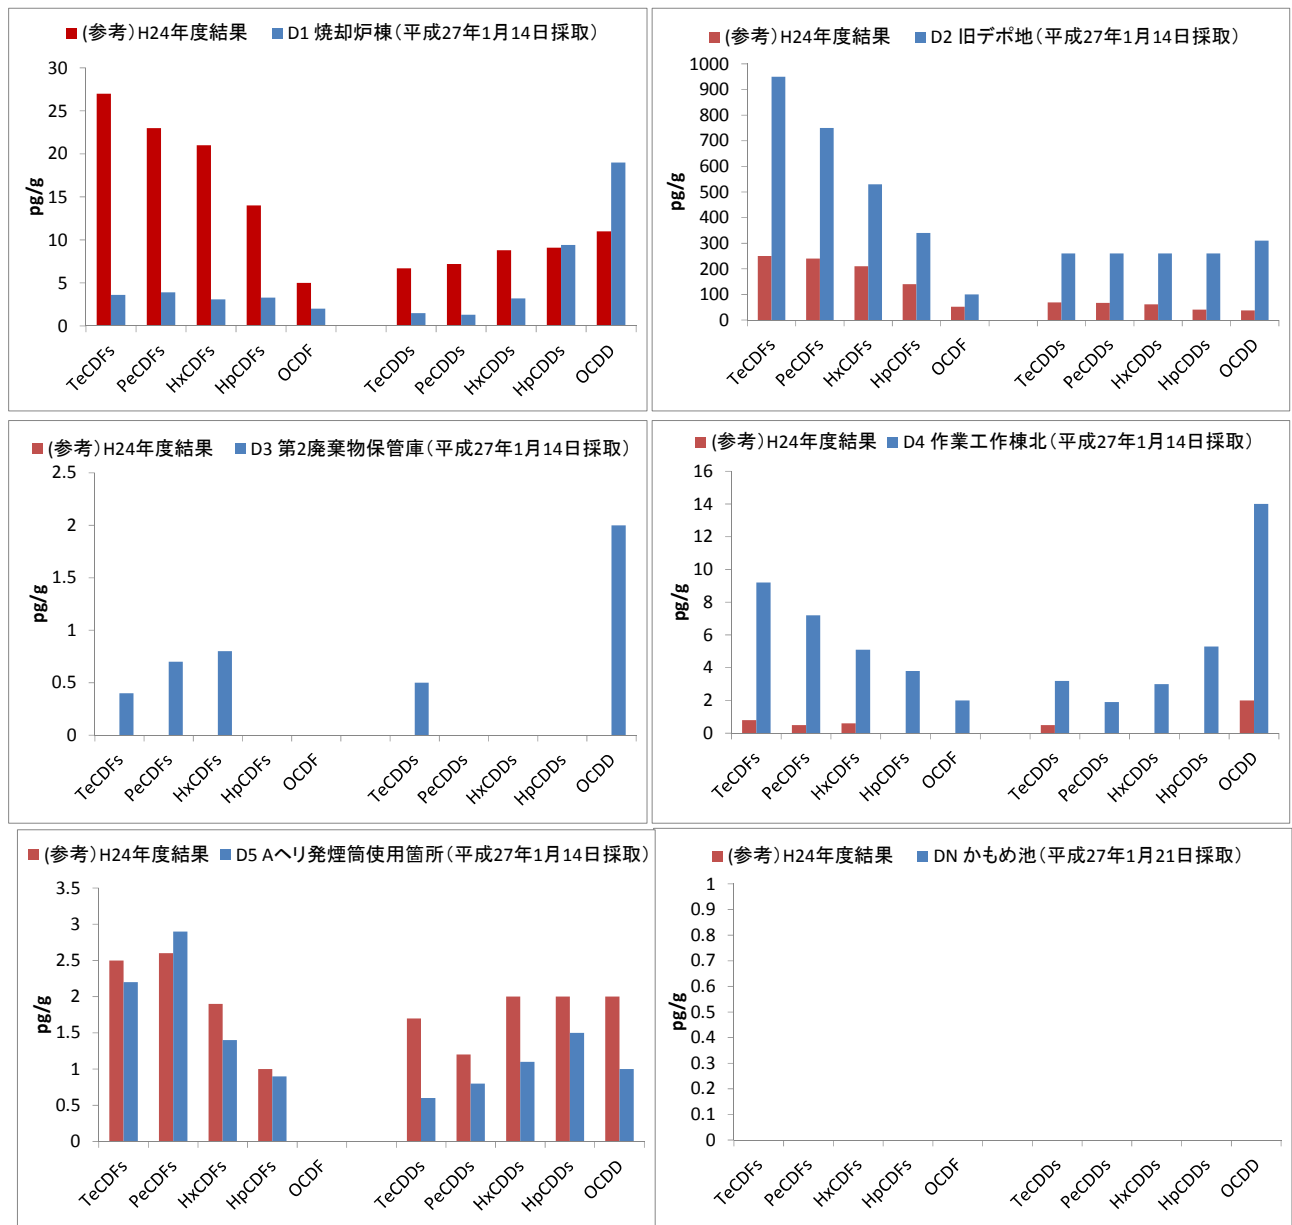 (参考)H24年度結果 D1 焼却炉棟(平成27年1月14日採取)
30
25
20
15
10
5
0
pg/g
TeCDFs PeCDFs HxCDFs HpCDFs OCDF TeCDDs PeCDDs HxCDDs HpCDDs OCDD
(参考)H24年度結果 D2 旧デポ地(平成27年1月14日採取)
1000
900
800
700
600
500
400
300
200
100
0
pg/g
TeCDFs PeCDFs HxCDFs HpCDFs OCDF TeCDDs PeCDDs HxCDDs HpCDDs OCDD
(参考)H24年度結果 D3 第2廃棄物保管庫(平成27年1月14日採取)
2.5
2
1.5
1
0.5
0
pg/g
TeCDFs PeCDFs HxCDFs HpCDFs OCDF TeCDDs PeCDDs HxCDDs HpCDDs OCDD
(参考)H24年度結果 D4 作業工作棟北(平成27年1月14日採取)
16
14
12
10
8
6
4
2
0
pg/g
TeCDFs PeCDFs HxCDFs HpCDFs OCDF TeCDDs PeCDDs HxCDDs HpCDDs OCDD
(参考)H24年度結果 D5 Aヘリ発煙筒使用箇所(平成27年1月14日採取)
3.5
3
2.5
2
1.5
1
0.5
0
pg/g
TeCDFs PeCDFs HxCDFs HpCDFs OCDF TeCDDs PeCDDs HxCDDs HpCDDs OCDD
(参考)H24年度結果 DN かもめ池(平成27年1月21日採取)
1
0.9
0.8
0.7
0.6
0.5
0.4
0.3
0.2
0.1
0
pg/g
TeCDFs PeCDFs HxCDFs HpCDFs OCDF TeCDDs PeCDDs HxCDDs HpCDDs OCDD